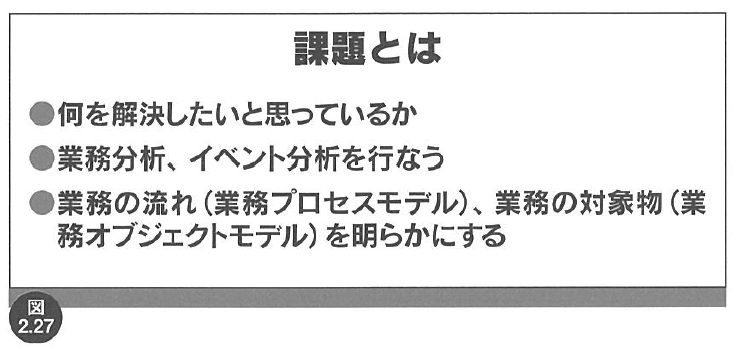 課題とは
●何を解決したいと思っているか
●業務分析、イベント分析を行なう
●業務の流れ（業務プロセスモデル）、業務の対象物（業
務オブジェクトモデル）を明らかにする
図
2.27